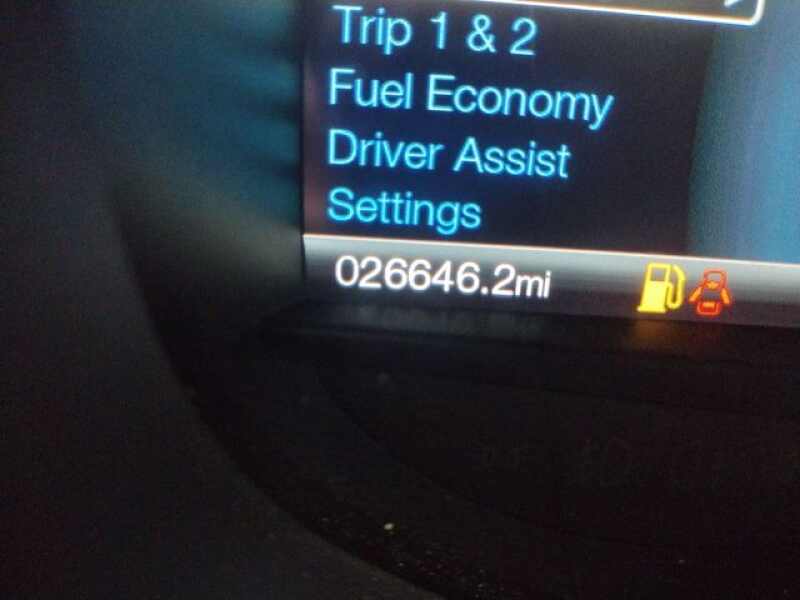 Trip 1 & 2
Fuel Economy
Driver Assist
Settings
026646.2mi